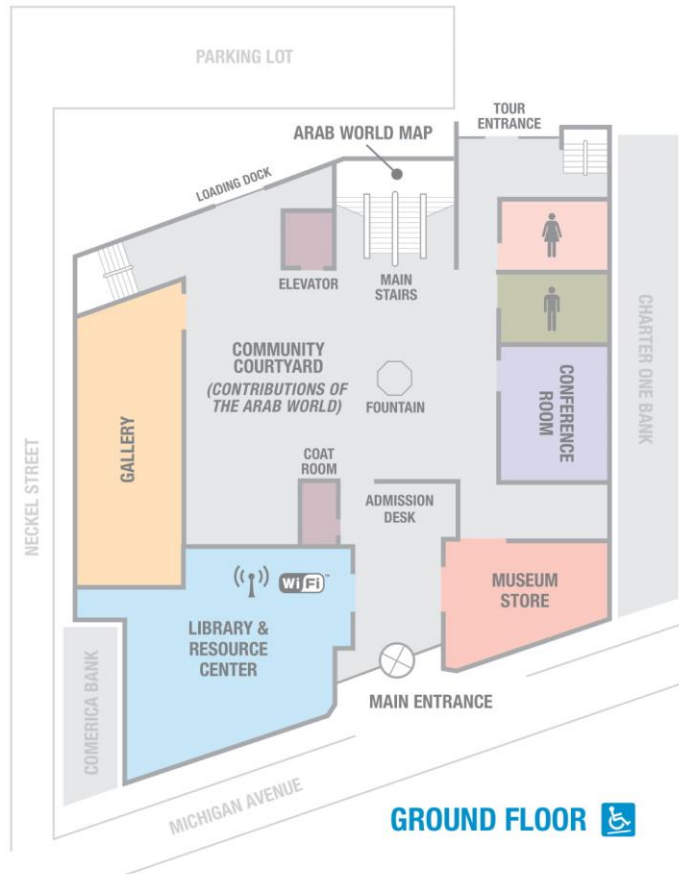 PARKING LOT
TOUR
ENTRANCE
ARAB WORLD MAP
LOADING DOCK
ELEVATOR
MAIN
STAIRS
COMMUNITY
COURTYARD
(CONTRIBUTIONS OF
THE ARAB WORLD)
FOUNTAIN
CONFERENCE
ROOM
CHARTER ONE BANK
GALLERY
NECKEL STREET
COAT
ROOM
ADMISSION
DESK
WiFi™
LIBRARY &
RESOURCE
CENTER
MUSEUM
STORE
COMERICA BANK
MAIN ENTRANCE
MICHIGAN AVENUE
GROUND FLOOR